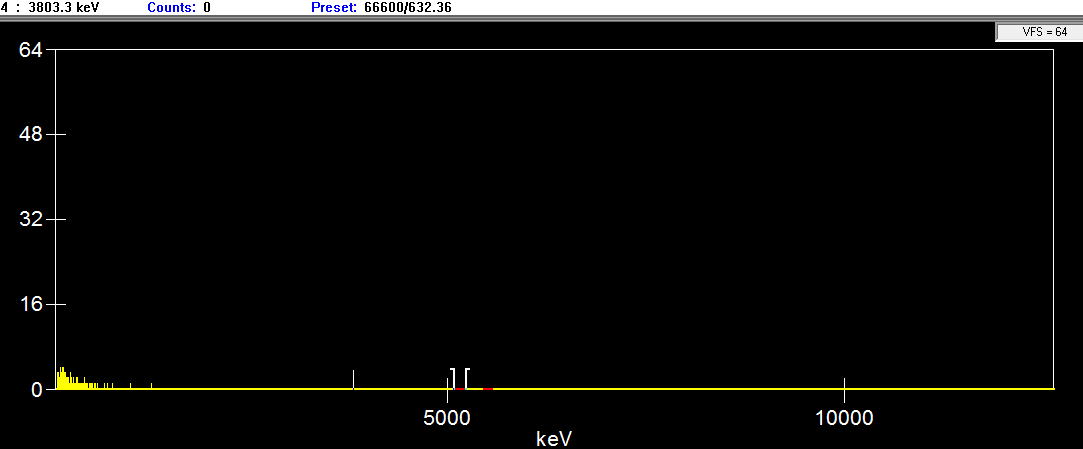 4 : 3803.3 keV Counts: 0 Preset: 66600/632.36
VFS = 64
64
48
32
16
0
5000 10000
keV